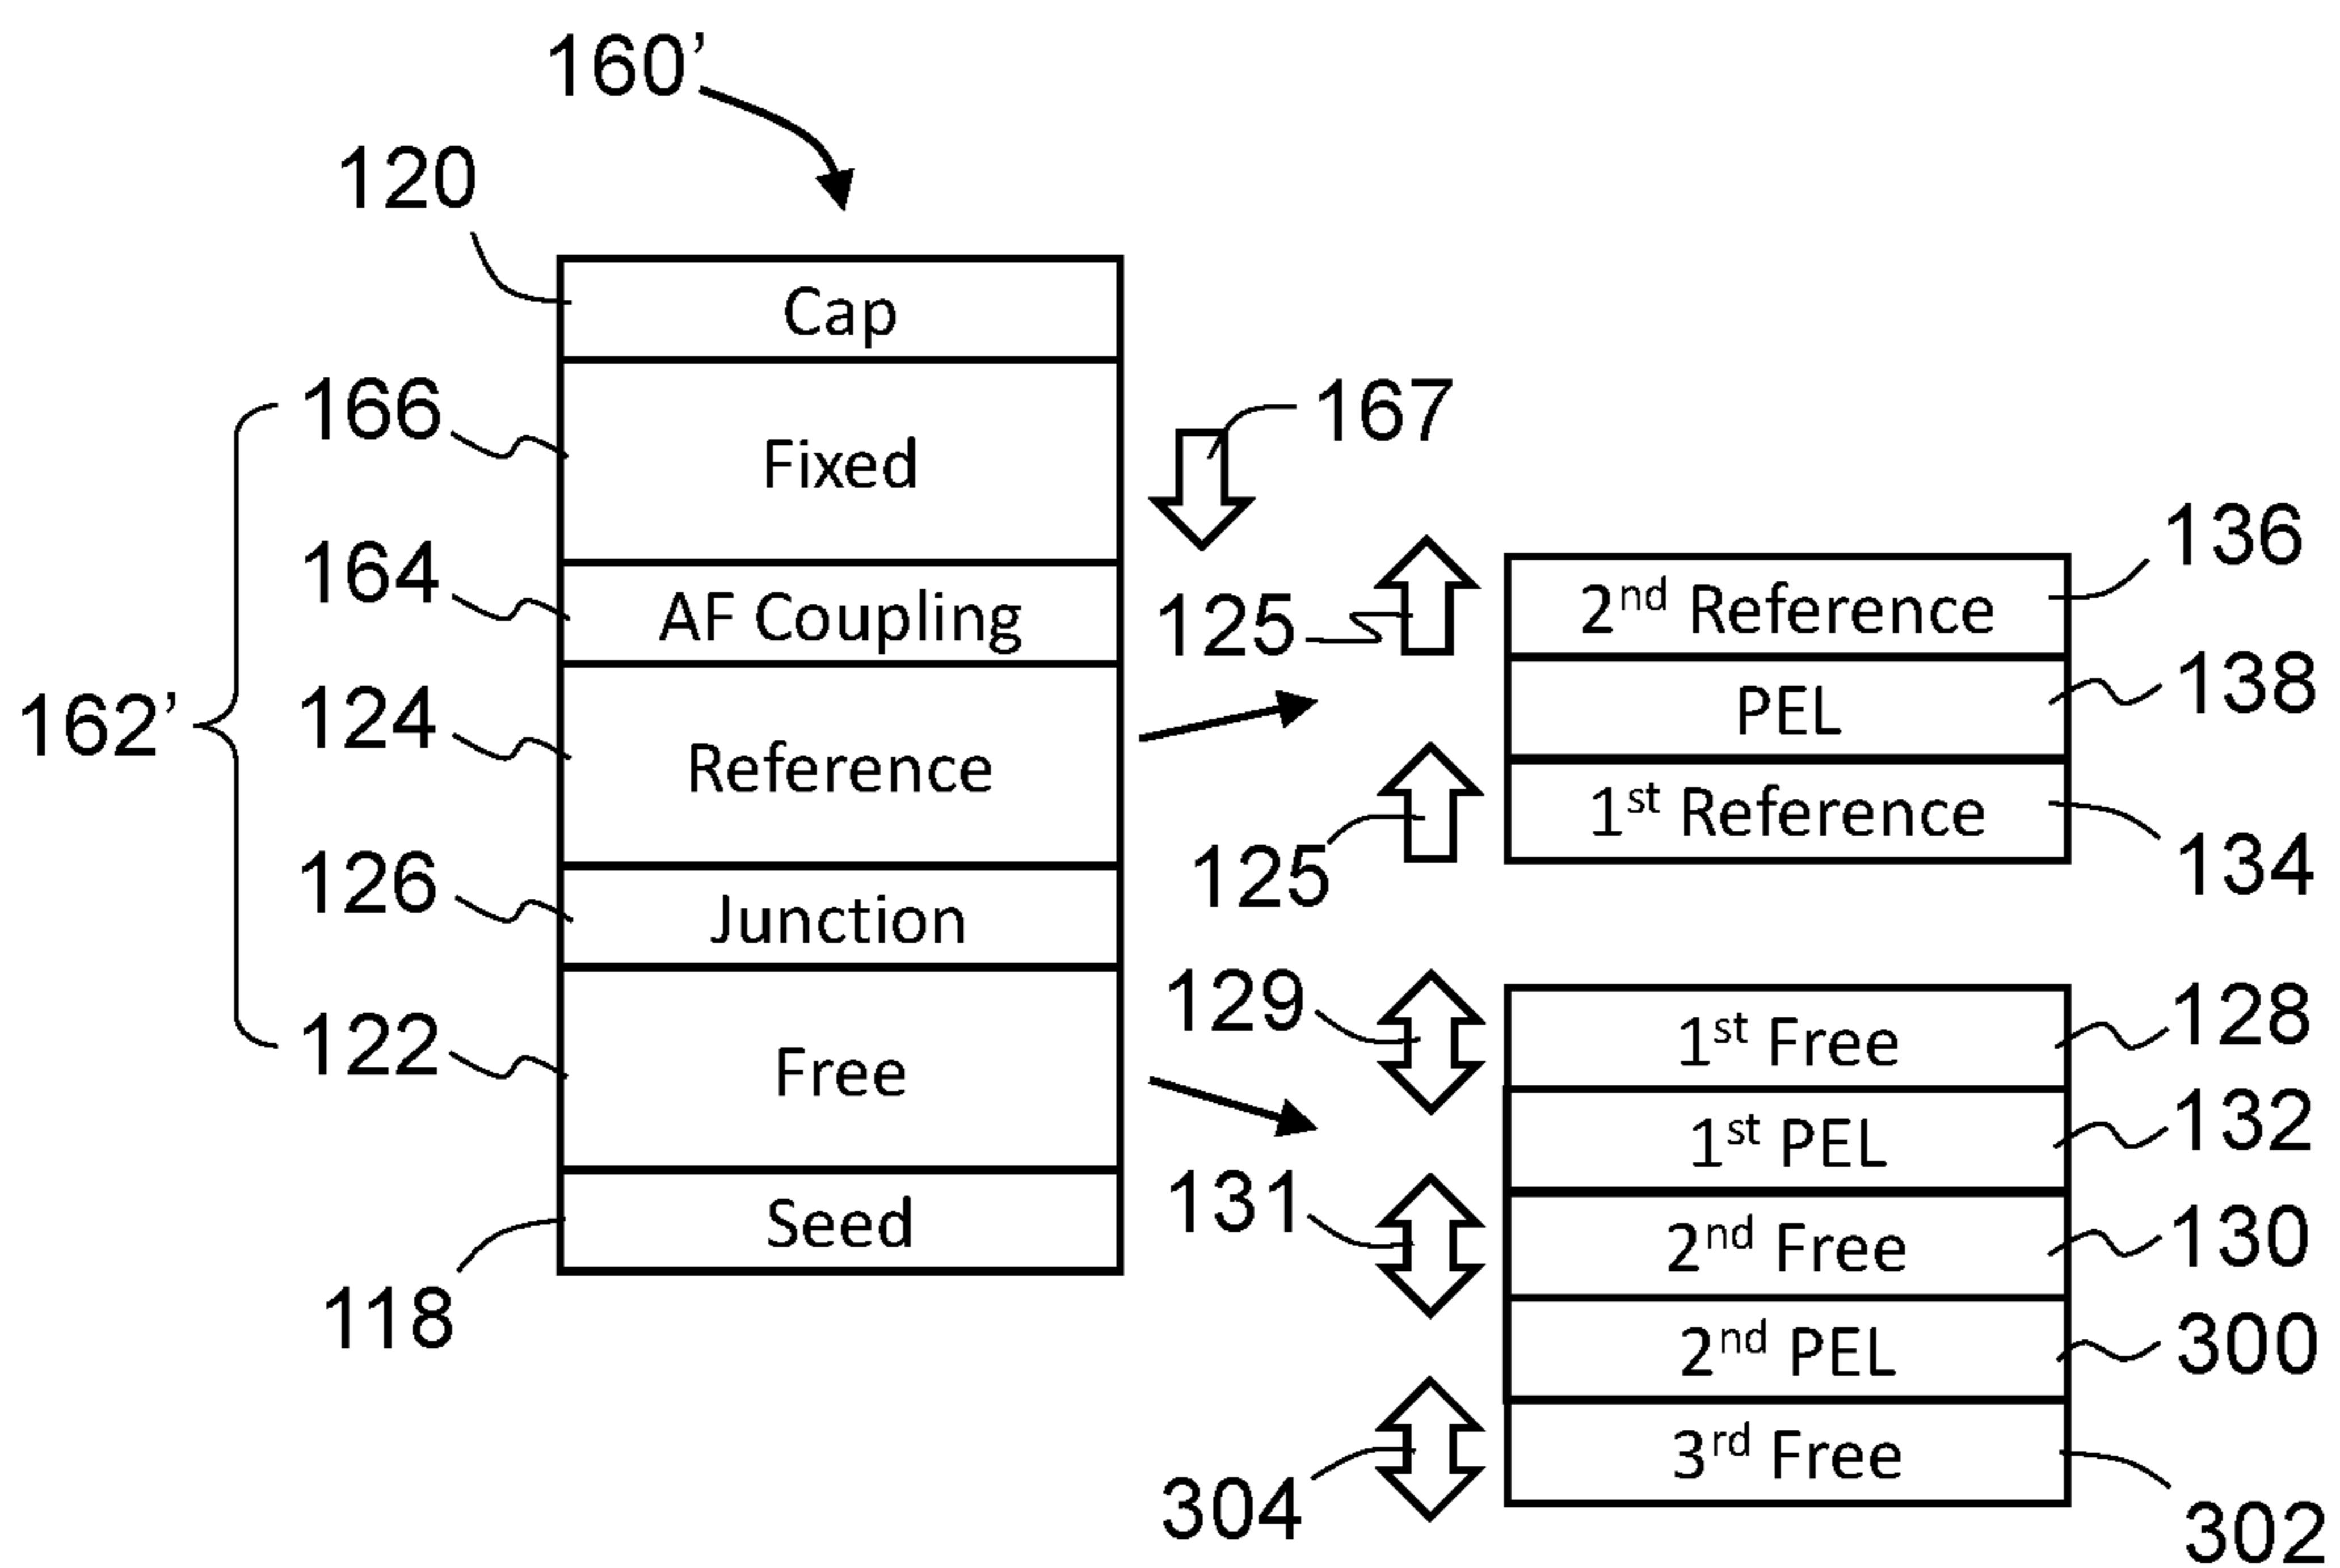 160’
120
Cap
166
Fixed
167
164
AF Coupling
125
2nd Reference
136
162’
124
Reference
PEL
138
125
1st Reference
134
126
Junction
129
1st Free
128
122
Free
1st PEL
132
131
2nd Free
130
Seed
118
2nd PEL
300
304
3rd Free
302